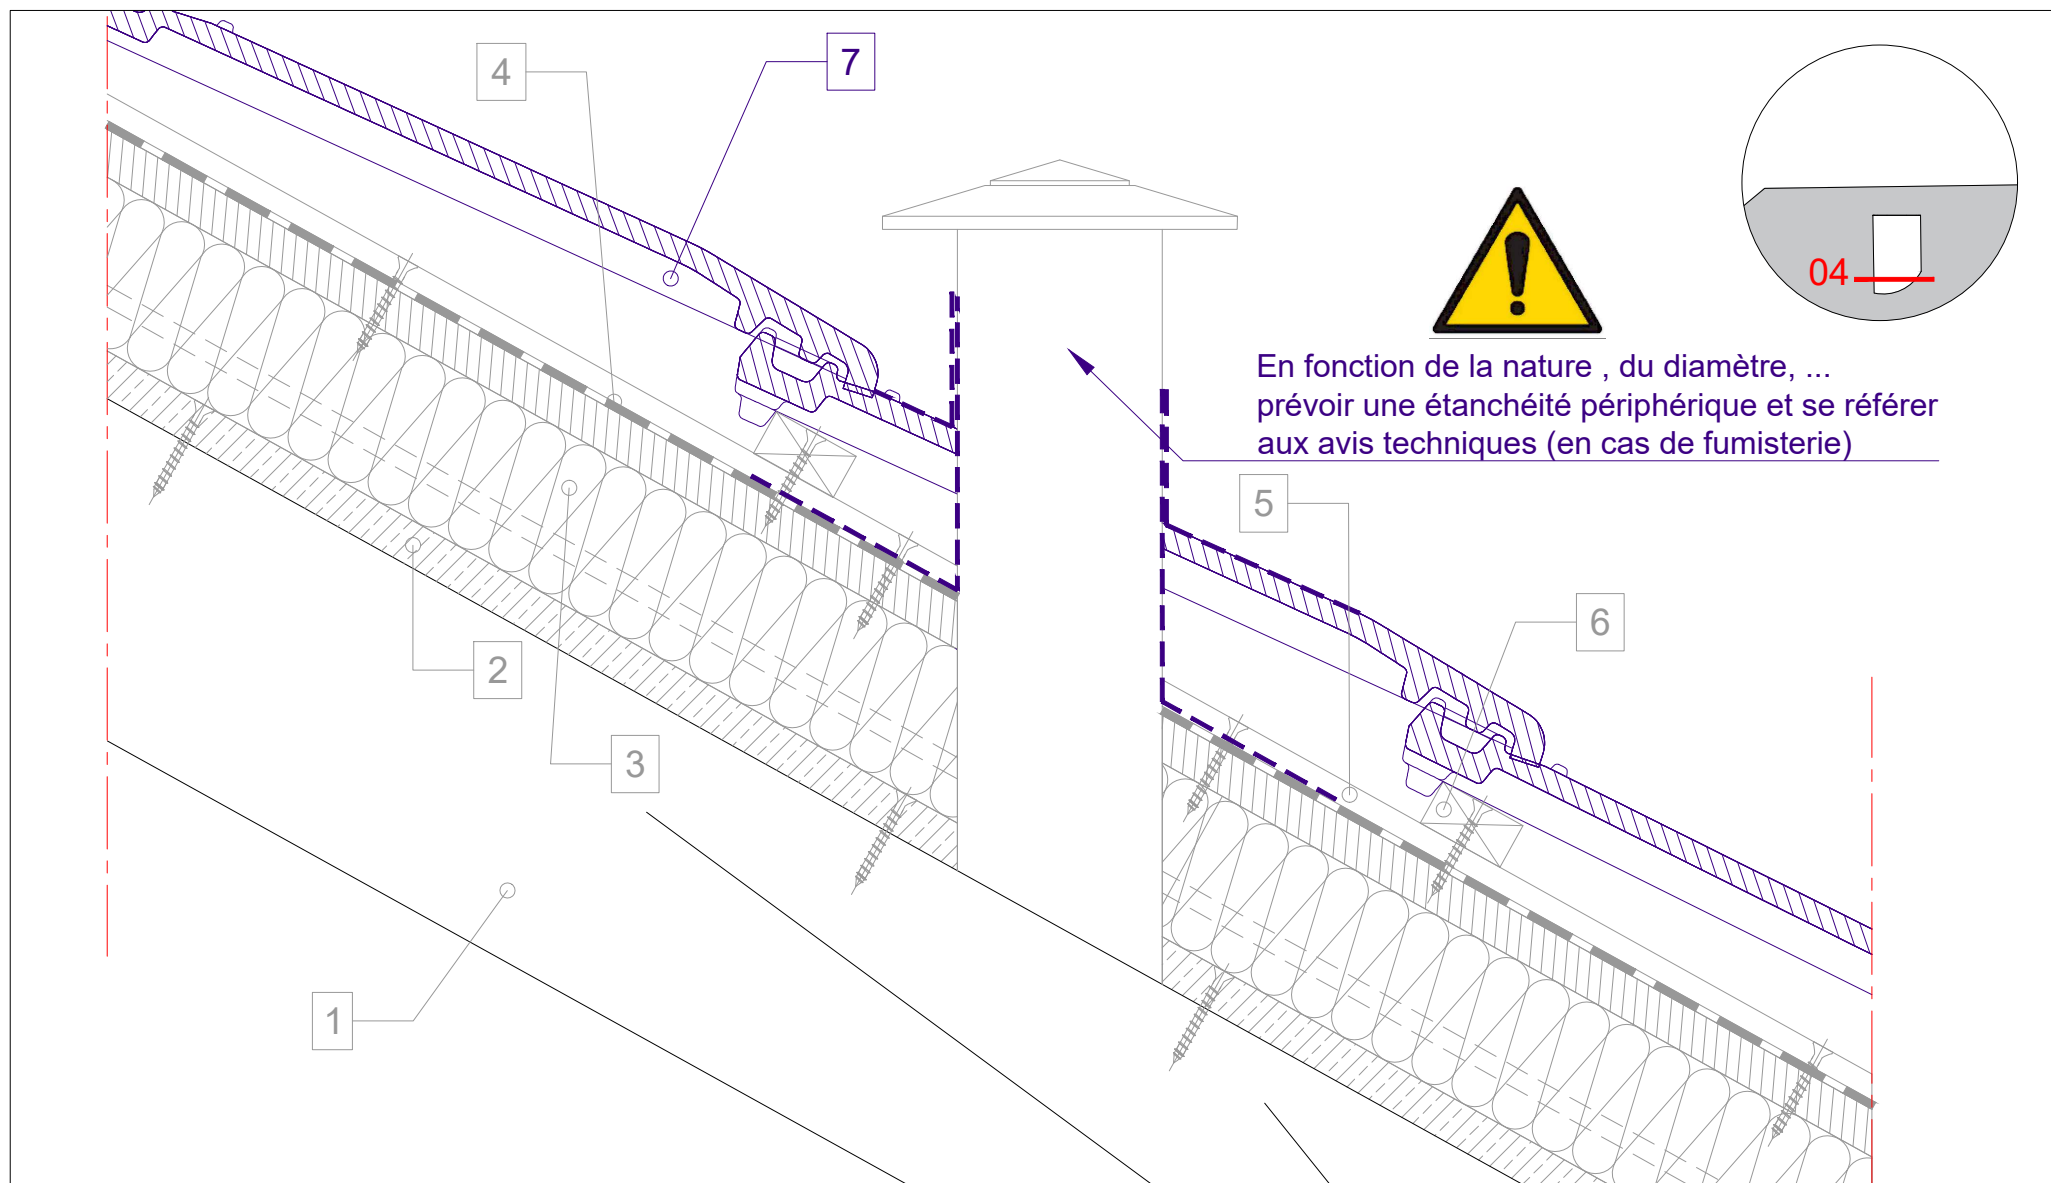 4
7
04
En fonction de la nature , du diamètre, ...
prévoir une étanchéité périphérique et se référer
aux avis techniques (en cas de fumisterie)
5
6
2
3
1